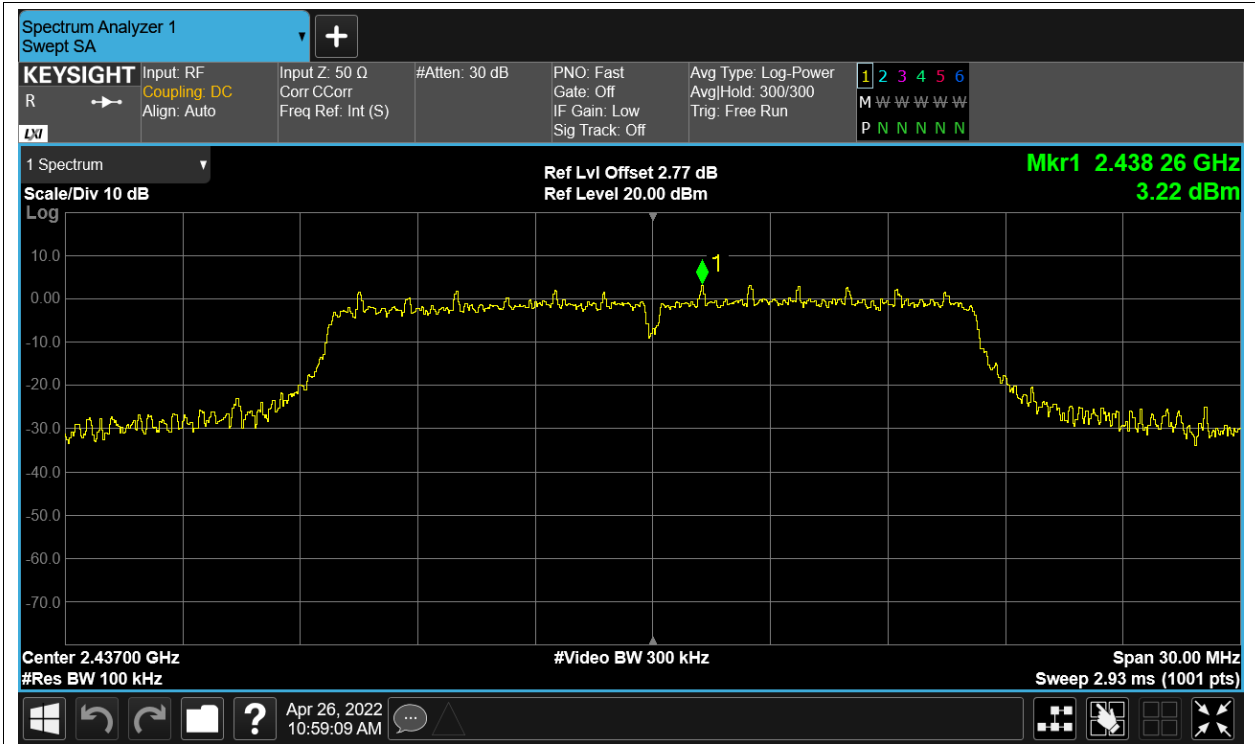 Spectrum Analyzer 1
Swept SA
KEYSIGHT
R
LXI
Input: RF
Coupling: DC
Align: Auto
Input Z: 50 Ω
Corr CCorr
Freq Ref: Int (S)
#Atten: 30 dB
PNO: Fast
Gate: Off
IF Gain: Low
Sig Track: Off
Avg Type: Log-Power
Avg|Hold: 300/300
Trig: Free Run
1 2 3 4 5 6
M W W W W W
P N N N N N
1 Spectrum
Scale/Div 10 dB
Log
Ref Lvl Offset 2.77 dB
Ref Level 20.00 dBm
Mkr1 2.438 26 GHz
3.22 dBm
1
10.0
0.00
-10.0
-20.0
-30.0
-40.0
-50.0
-60.0
-70.0
Center 2.43700 GHz
#Res BW 100 kHz
#Video BW 300 kHz
Span 30.00 MHz
Sweep 2.93 ms (1001 pts)
?
Apr 26, 2022
10:59:09 AM